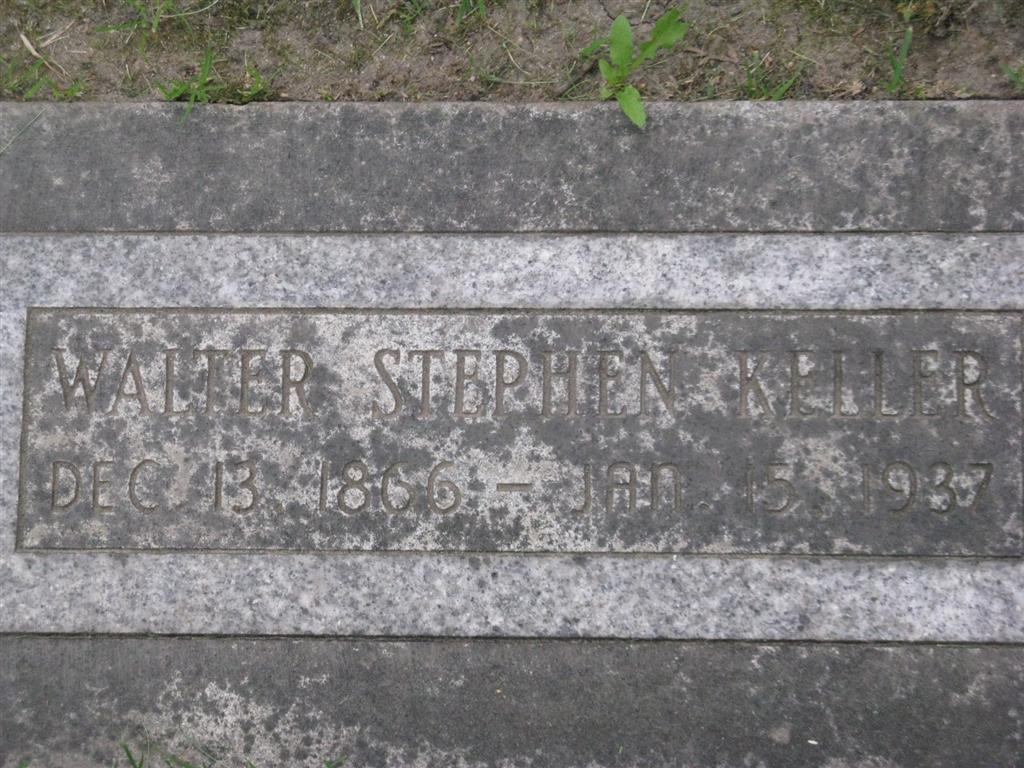 WALTER STEPHEN KELLER
DEC. 13, 1866 – JAN. 15, 1937